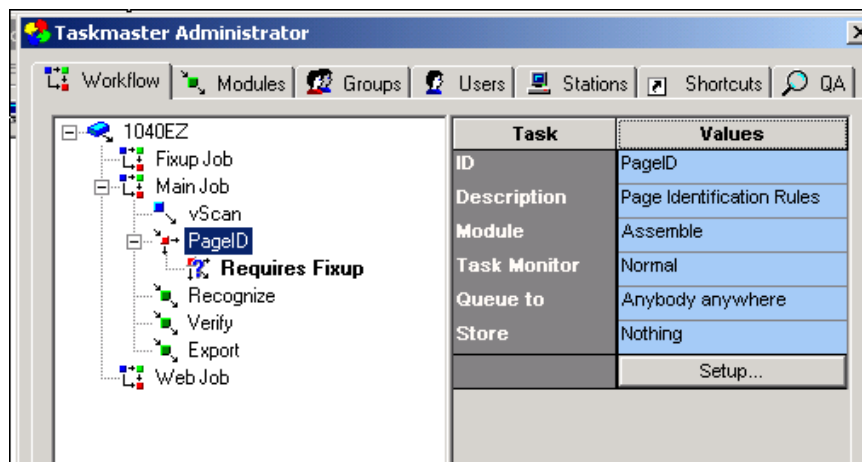 Taskmaster Administrator
Workflow Modules Groups Users Stations Shortcuts QA
1040EZ
Fixup Job
Main Job
vScan
PageID
Requires Fixup
Recognize
Verify
Export
Web Job
Task Values
ID PageID
Description Page Identification Rules
Module Assemble
Task Monitor Normal
Queue to Anybody anywhere
Store Nothing
Setup...